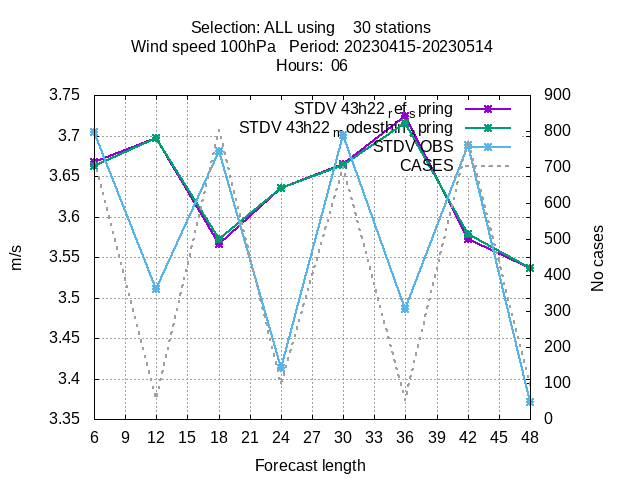 Selection: ALL using    30 stations
Wind speed 100hPa   Period: 20230415-20230514
Hours:  06
3.75
3.7
3.65
3.6
3.55
3.5
3.45
3.4
3.35
900
800
700
600
500
400
300
200
100
0
STDV 43h22_ref_spring
STDV OBS
CASES
m/s
No cases
6 9 12 15 18 21 24 27 30 33 36 39 42 45 48
Forecast length